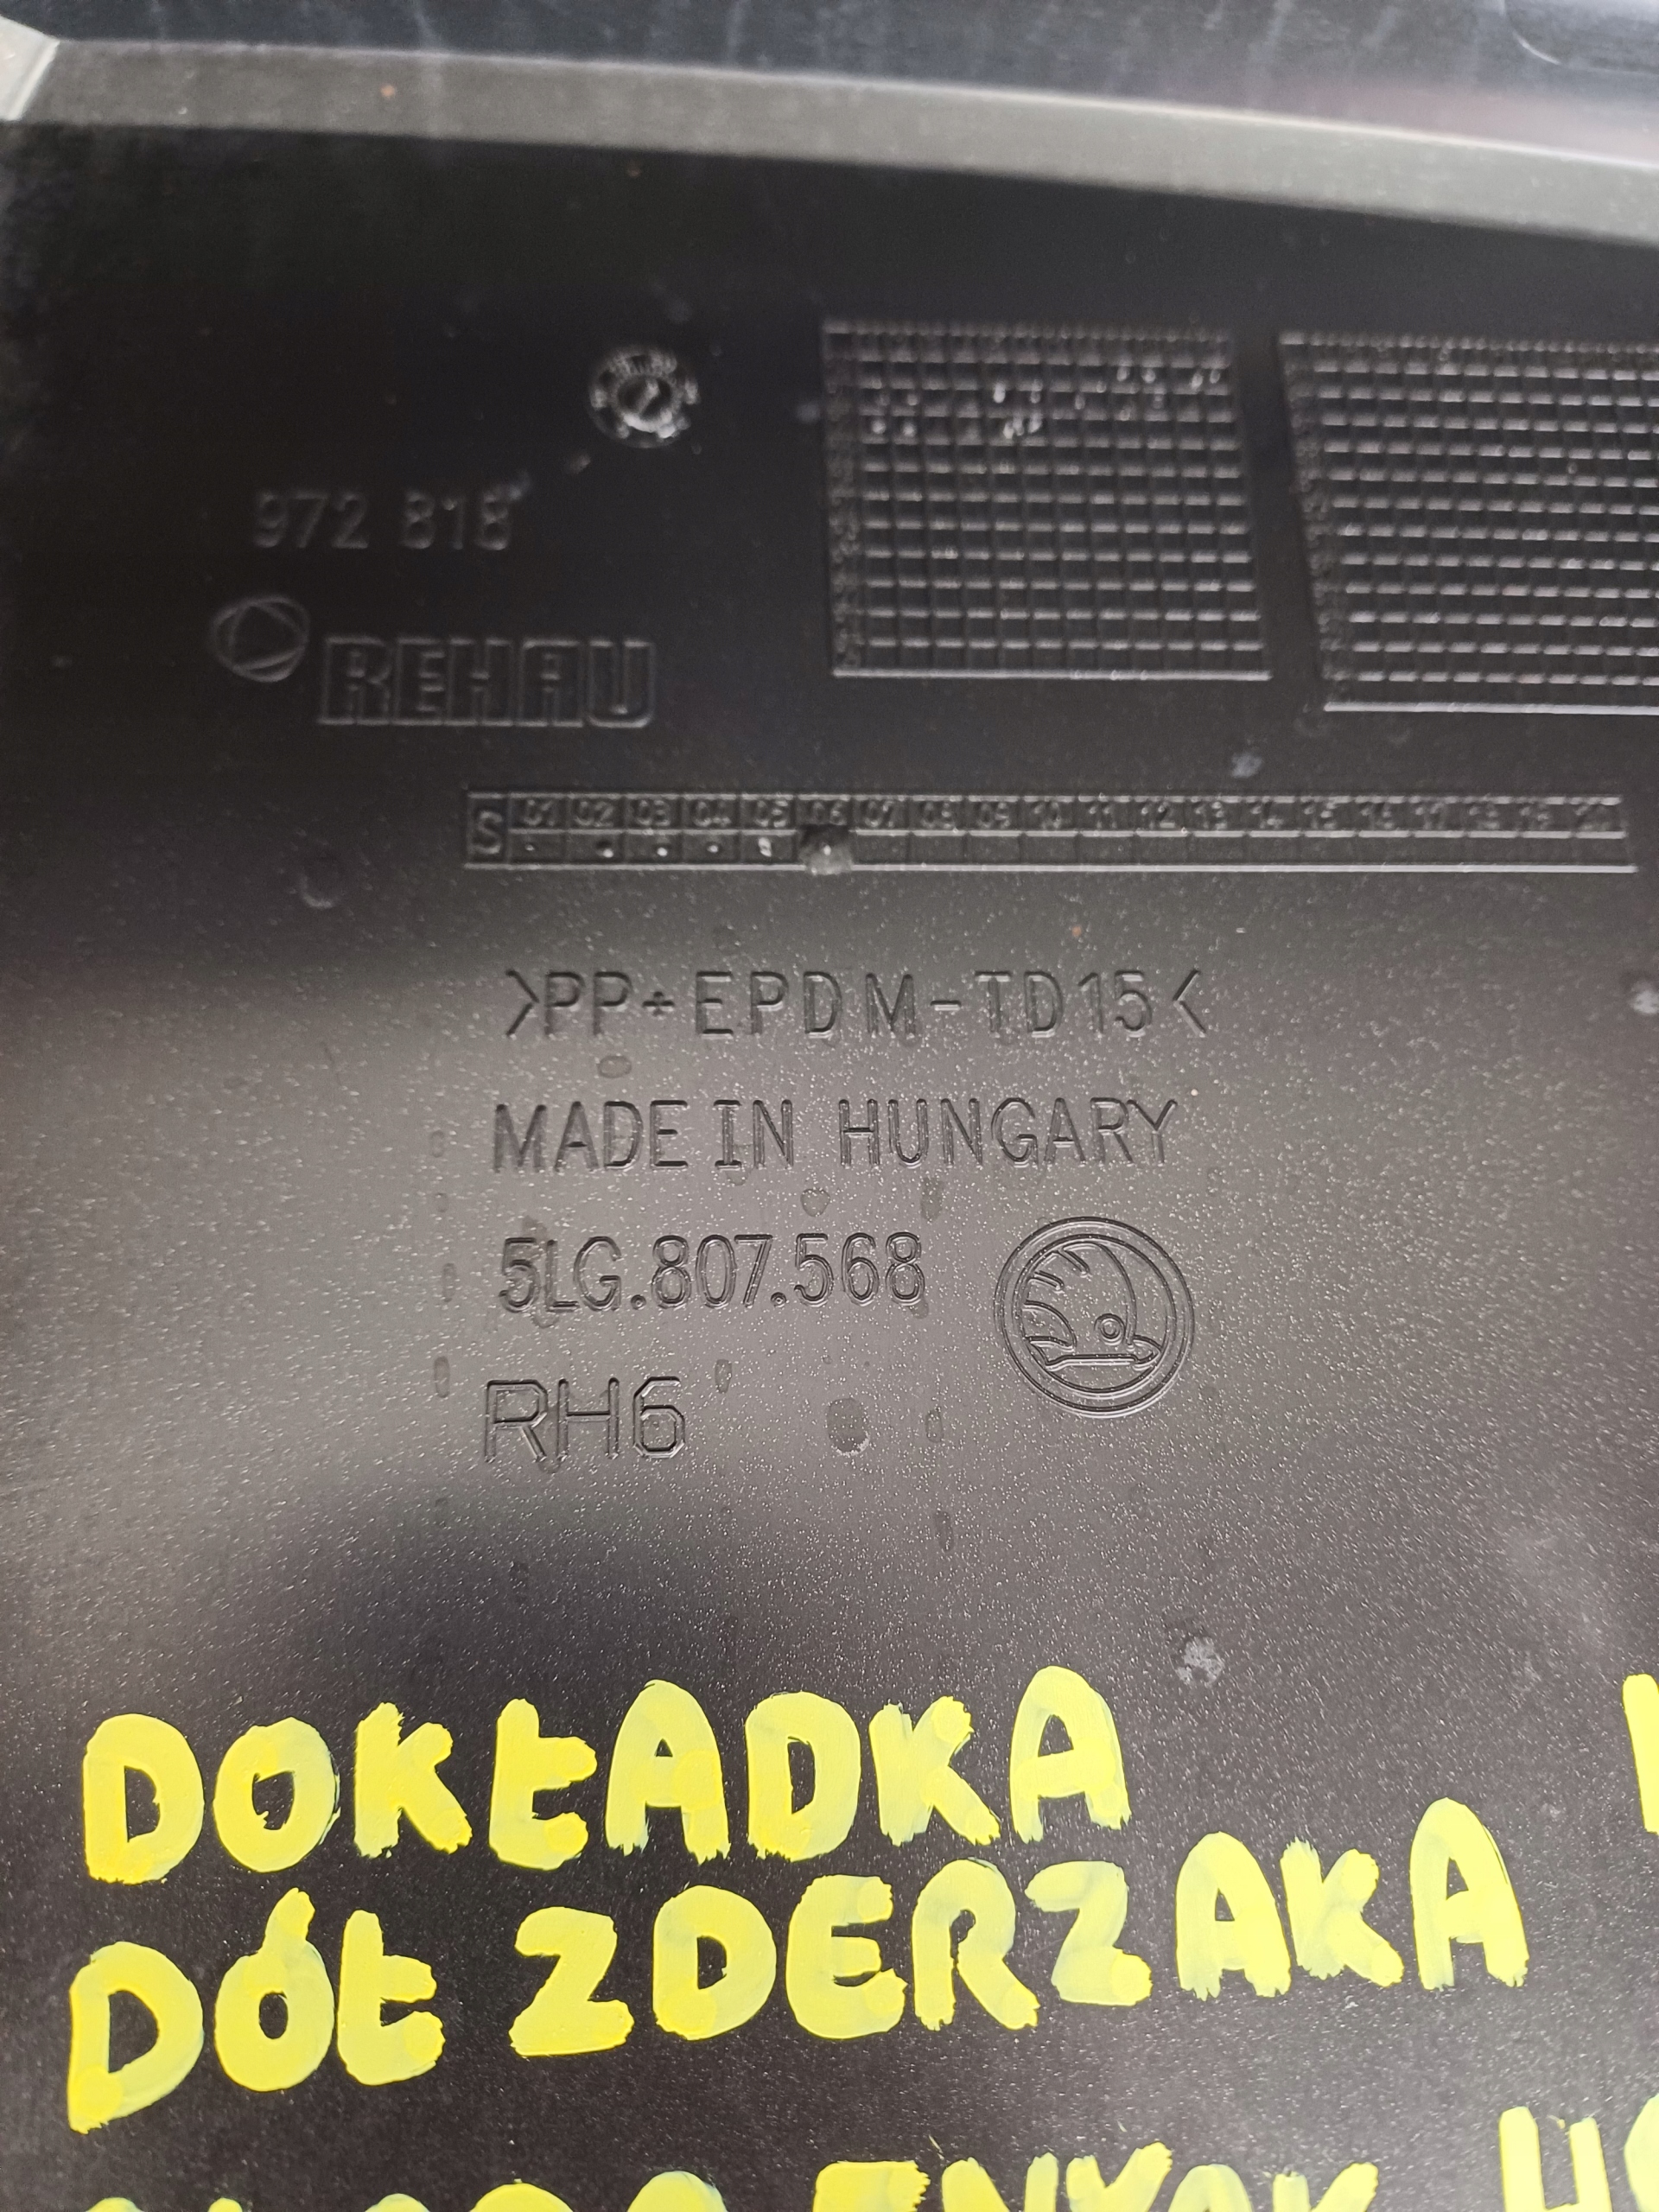 972 818
REHAU
S 01 02 03 04 05 06 07 08 09 10 11 12 13 14 15 16 17 18 19 20
>PP+EPDM-TD15<
MADE IN HUNGARY
5LG.807.568
RH6
DOKŁADKA
DÓŁ ZDERZAKA